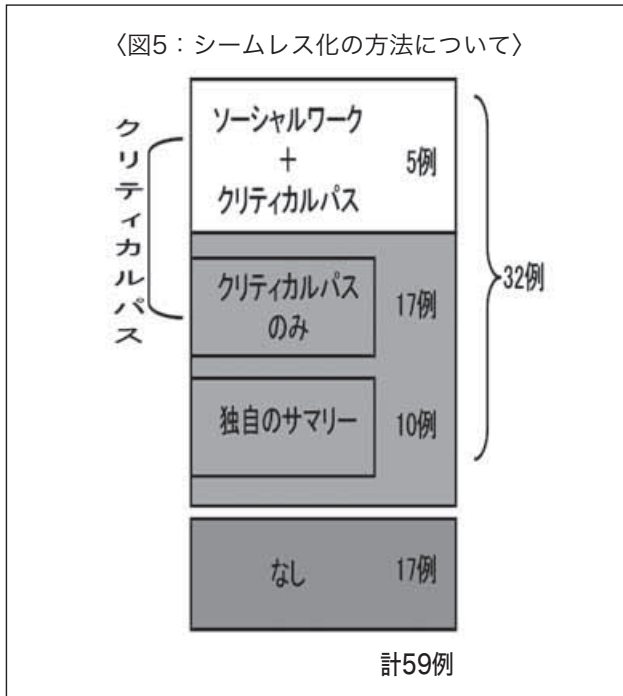 〈図5：シームレス化の方法について〉
クリティカルパス
ソーシャルワーク
+
クリティカルパス
5例
クリティカルパス
のみ
17例
独自のサマリー
10例
32例
なし
17例
計59例